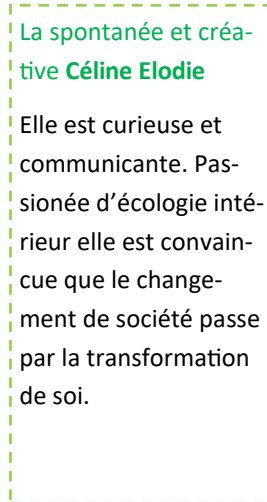 La spontanée et créa-
tive Céline Elodie
Elle est curieuse et
communicante. Pas-
sionée d’écologie inté-
rieur elle est convain-
cue que le change-
ment de société passe
par la transformation
de soi.